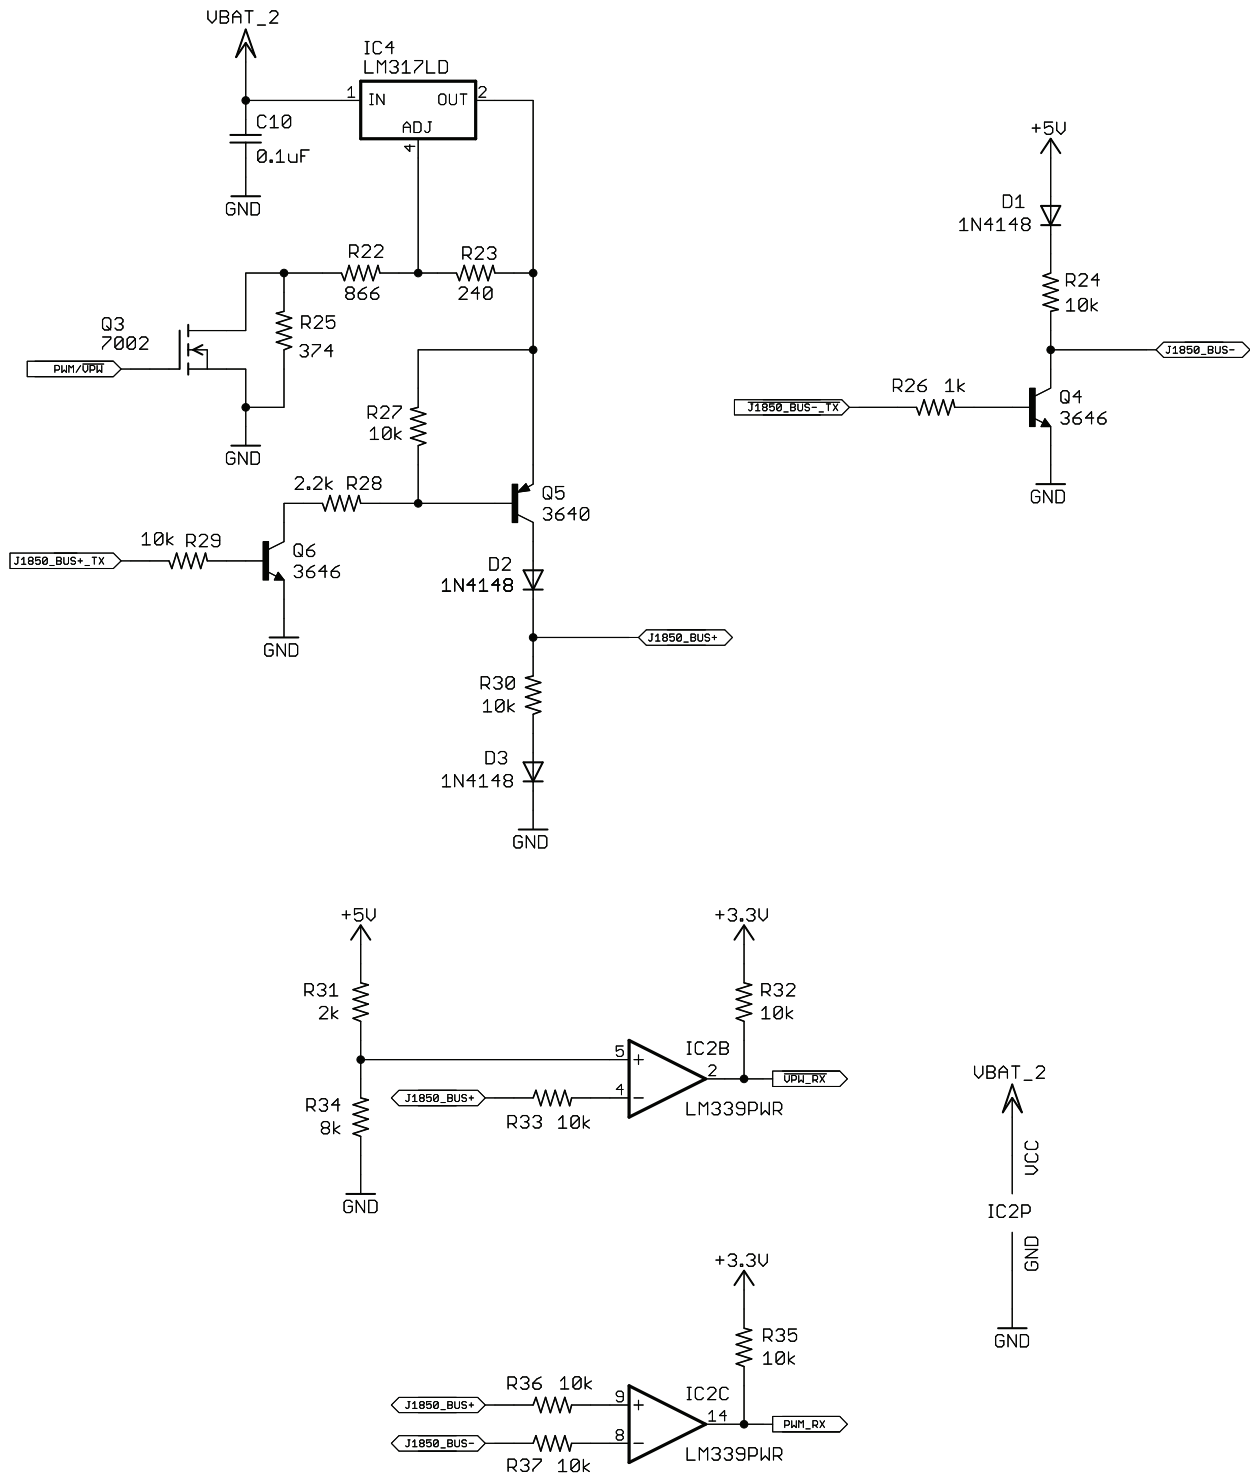 VBAT_2
IC4
LM317LD
1
IN
OUT
2
ADJ
4
C10
0.1uF
GND
R22
866
R23
240
Q3
7002
R25
374
PWM/VPW
GND
R27
10k
2.2k R28
Q5
3640
J1850_BUS+_TX
10k R29
Q6
3646
GND
D2
1N4148
J1850_BUS+
R30
10k
D3
1N4148
GND
+5V
D1
1N4148
R24
10k
J1850_BUS-
J1850_BUS-_TX
R26 1k
Q4
3646
GND
+5V
R31
2k
R34
8k
GND
+3.3V
R32
10k
5
+
IC2B
2
VPW_RX
J1850_BUS+
R33 10k
4
-
LM339PWR
VBAT_2
VCC
IC2P
GND
GND
+3.3V
R35
10k
J1850_BUS+
R36 10k
9
+
IC2C
14
PWM_RX
J1850_BUS-
R37 10k
8
-
LM339PWR